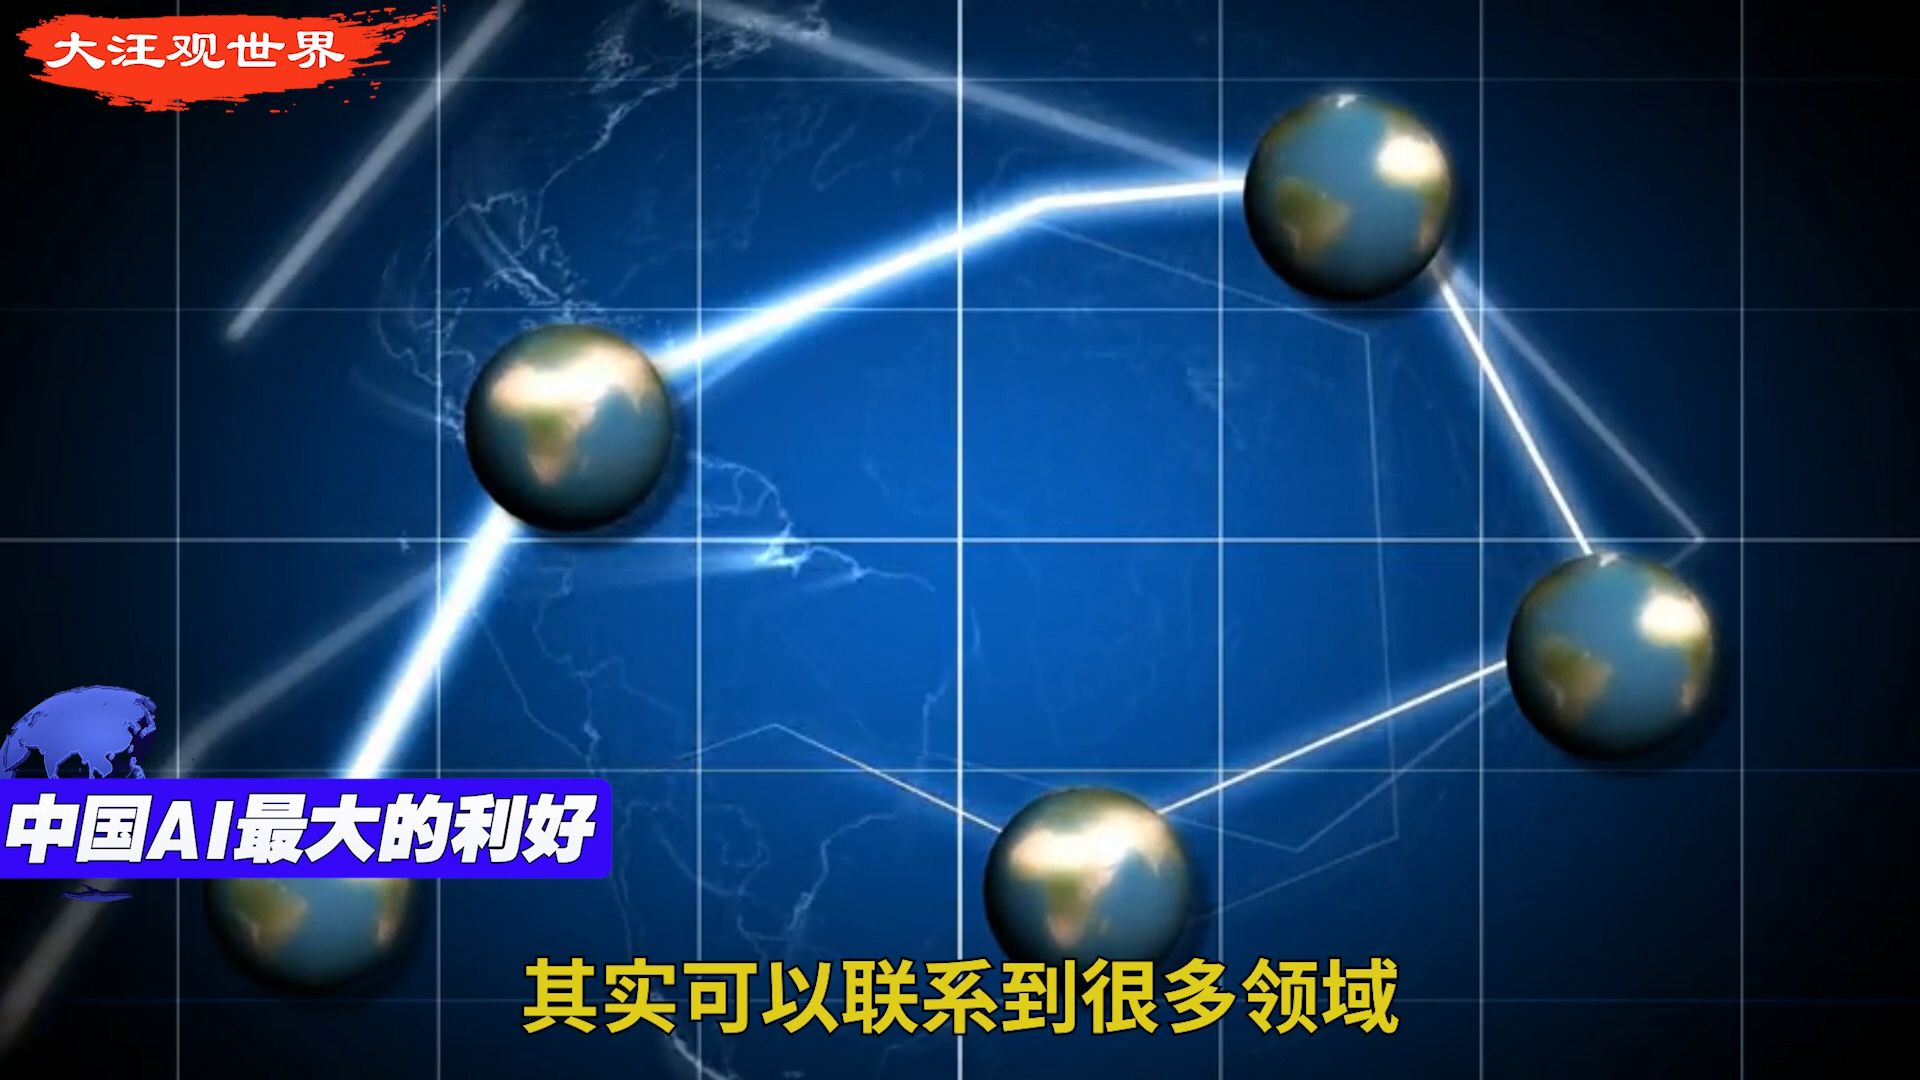 大汪观世界
中国AI最大的利好
其实可以联系到很多领域